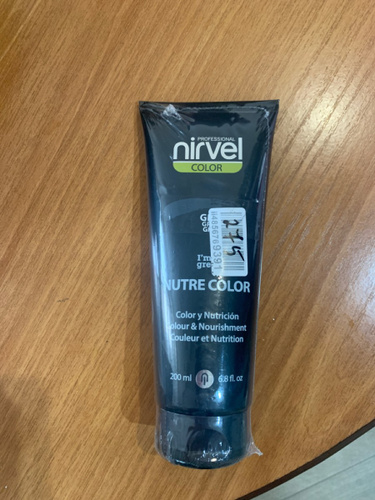 PROFESSIONAL
nirvel
COLOR
I'm
NUTRE COLOR
Color y Nutrición
Colour & Nourishment
Couleur et Nutrition
200 ml
6.8 fl. oz